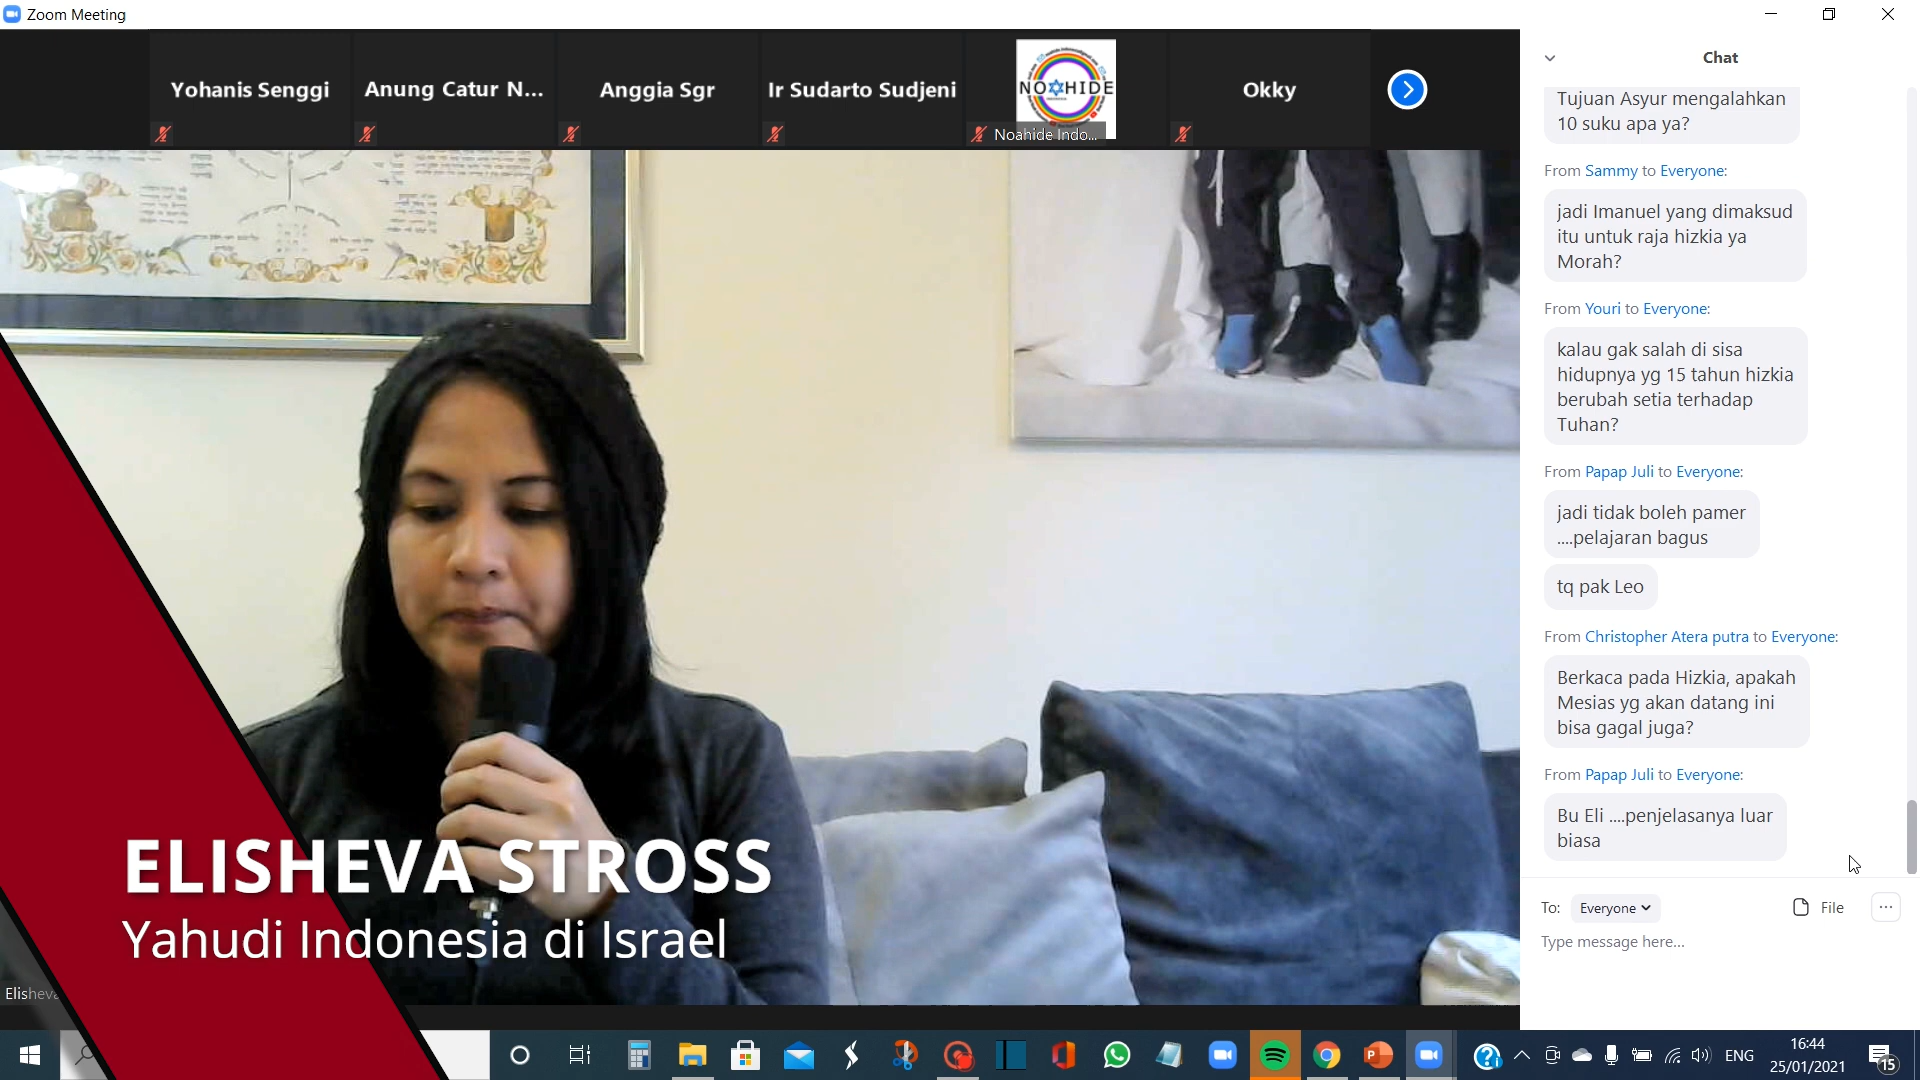 Zoom Meeting
Yohanis Senggi
Anung Catur N...
Anggia Sgr
Ir Sudarto Sudjeni
NOAHIDE
Noahide Indo...
Okky
Chat
Tujuan Asyur mengalahkan
10 suku apa ya?
From Sammy to Everyone:
jadi Imanuel yang dimaksud
itu untuk raja hizkia ya
Morah?
From Youri to Everyone:
kalau gak salah di sisa
hidupnya yg 15 tahun hizkia
berubah setia terhadap
Tuhan?
From Papap Juli to Everyone:
jadi tidak boleh pamer
....pelajaran bagus
tq pak Leo
From Christopher Atera putra to Everyone:
Berkaca pada Hizkia, apakah
Mesias yg akan datang ini
bisa gagal juga?
From Papap Juli to Everyone:
Bu Eli ....penjelasanya luar
biasa
To: Everyone File
Type message here...
ELISHEVA STROSS
Yahudi Indonesia di Israel
Elisheva
ENG
16:44
25/01/2021
15